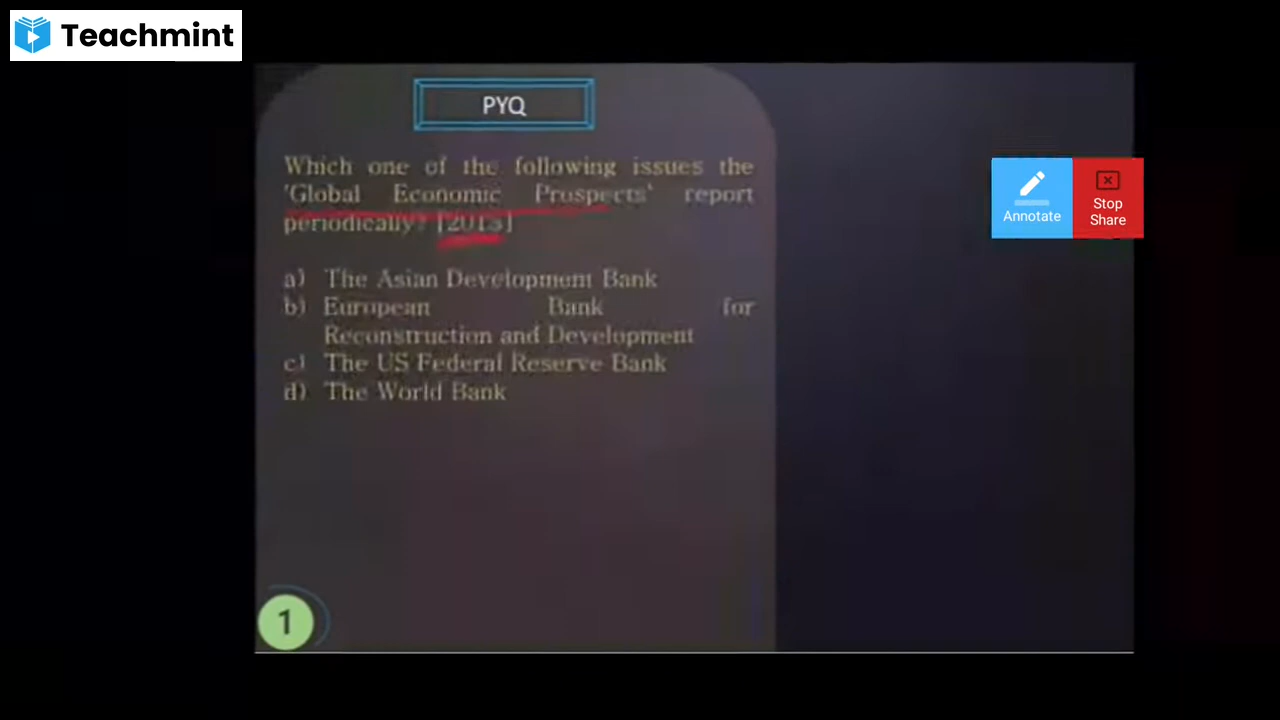 Teachmint
PYQ
Which one of the following issues the
'Global Economic Prospects' report
periodically? [2015]
a) The Asian Development Bank
b) European Bank for
Reconstruction and Development
c) The US Federal Reserve Bank
d) The World Bank
1
Annotate
Stop
Share